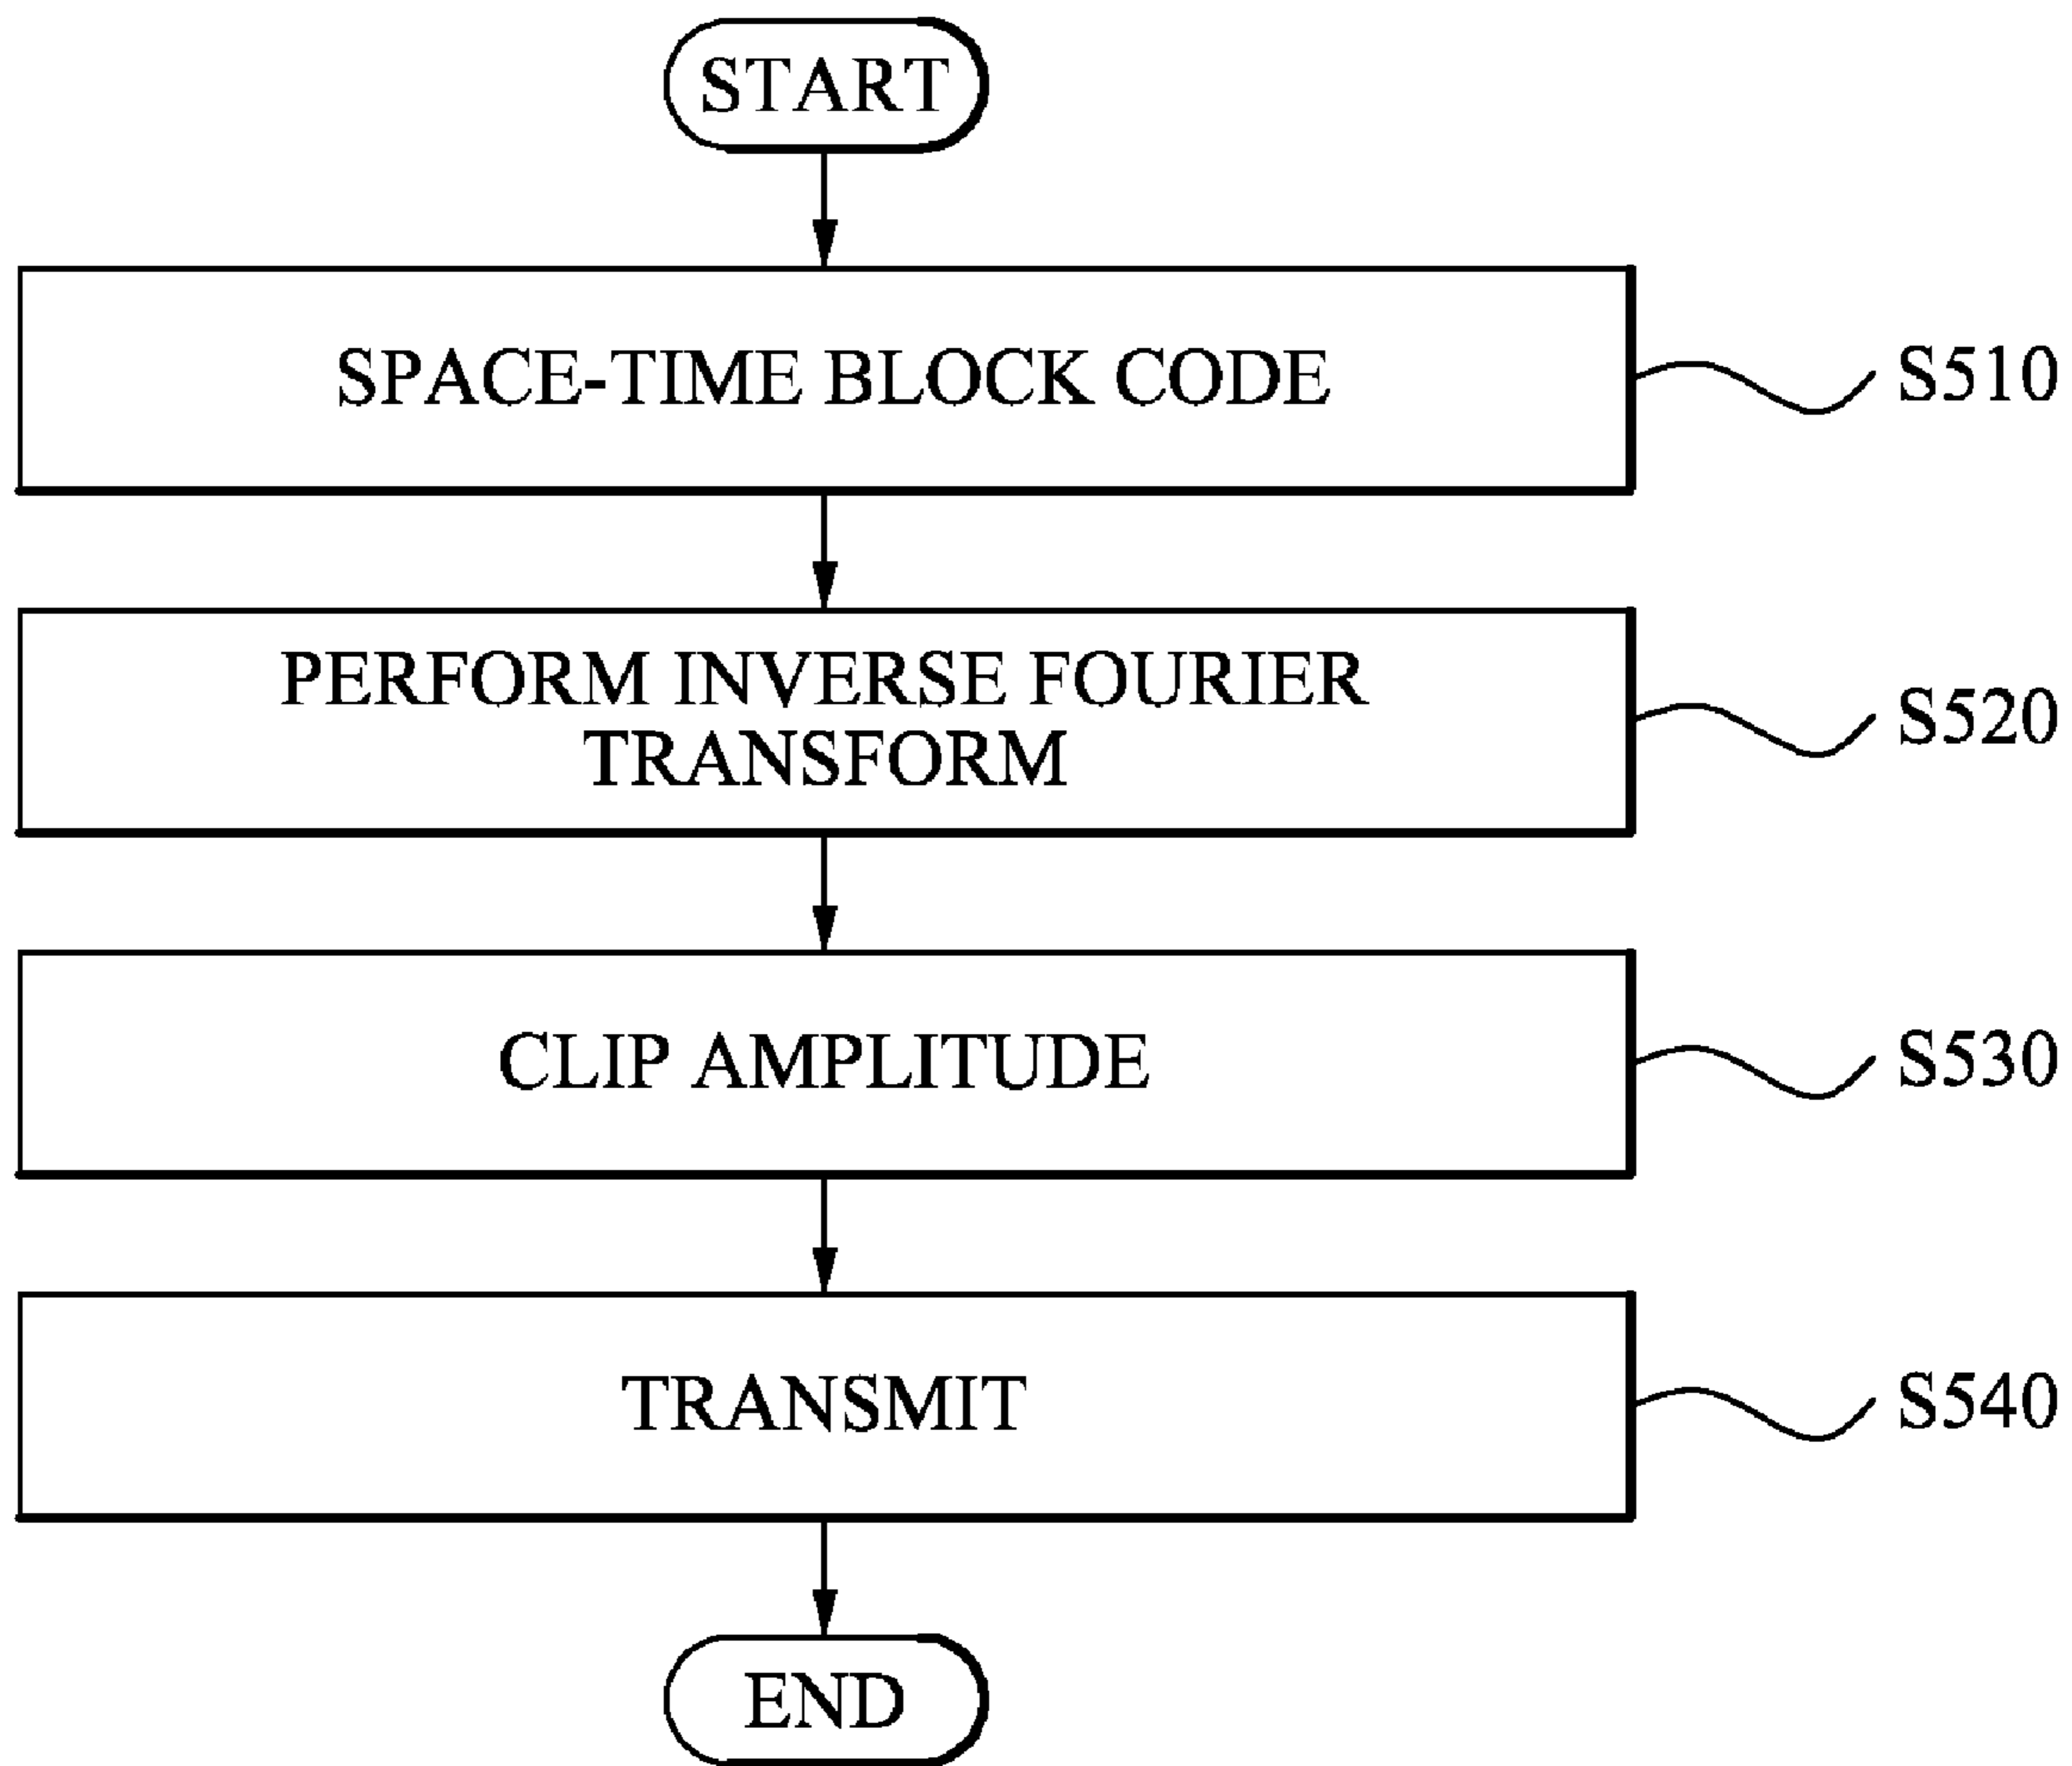 START
SPACE-TIME BLOCK CODE
S510
PERFORM INVERSE FOURIER
TRANSFORM
S520
CLIP AMPLITUDE
S530
TRANSMIT
S540
END